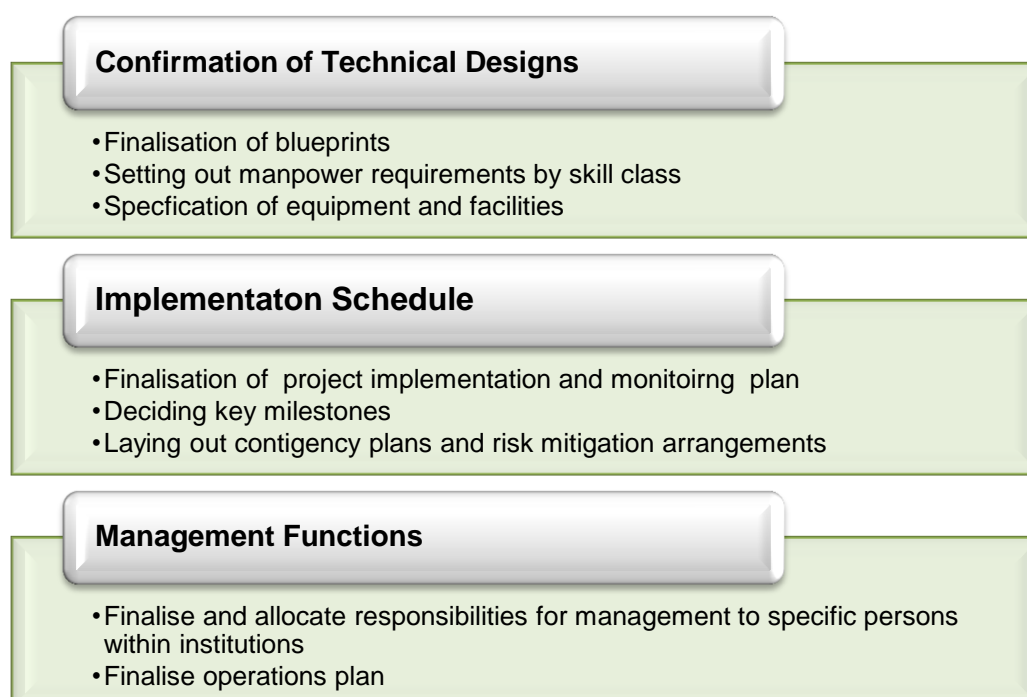 Confirmation of Technical Designs
•Finalisation of blueprints
•Setting out manpower requirements by skill class
•Specfication of equipment and facilities
Implementaton Schedule
•Finalisation of project implementation and monitoirng plan
•Deciding key milestones
•Laying out contigency plans and risk mitigation arrangements
Management Functions
•Finalise and allocate responsibilities for management to specific persons
within institutions
•Finalise operations plan